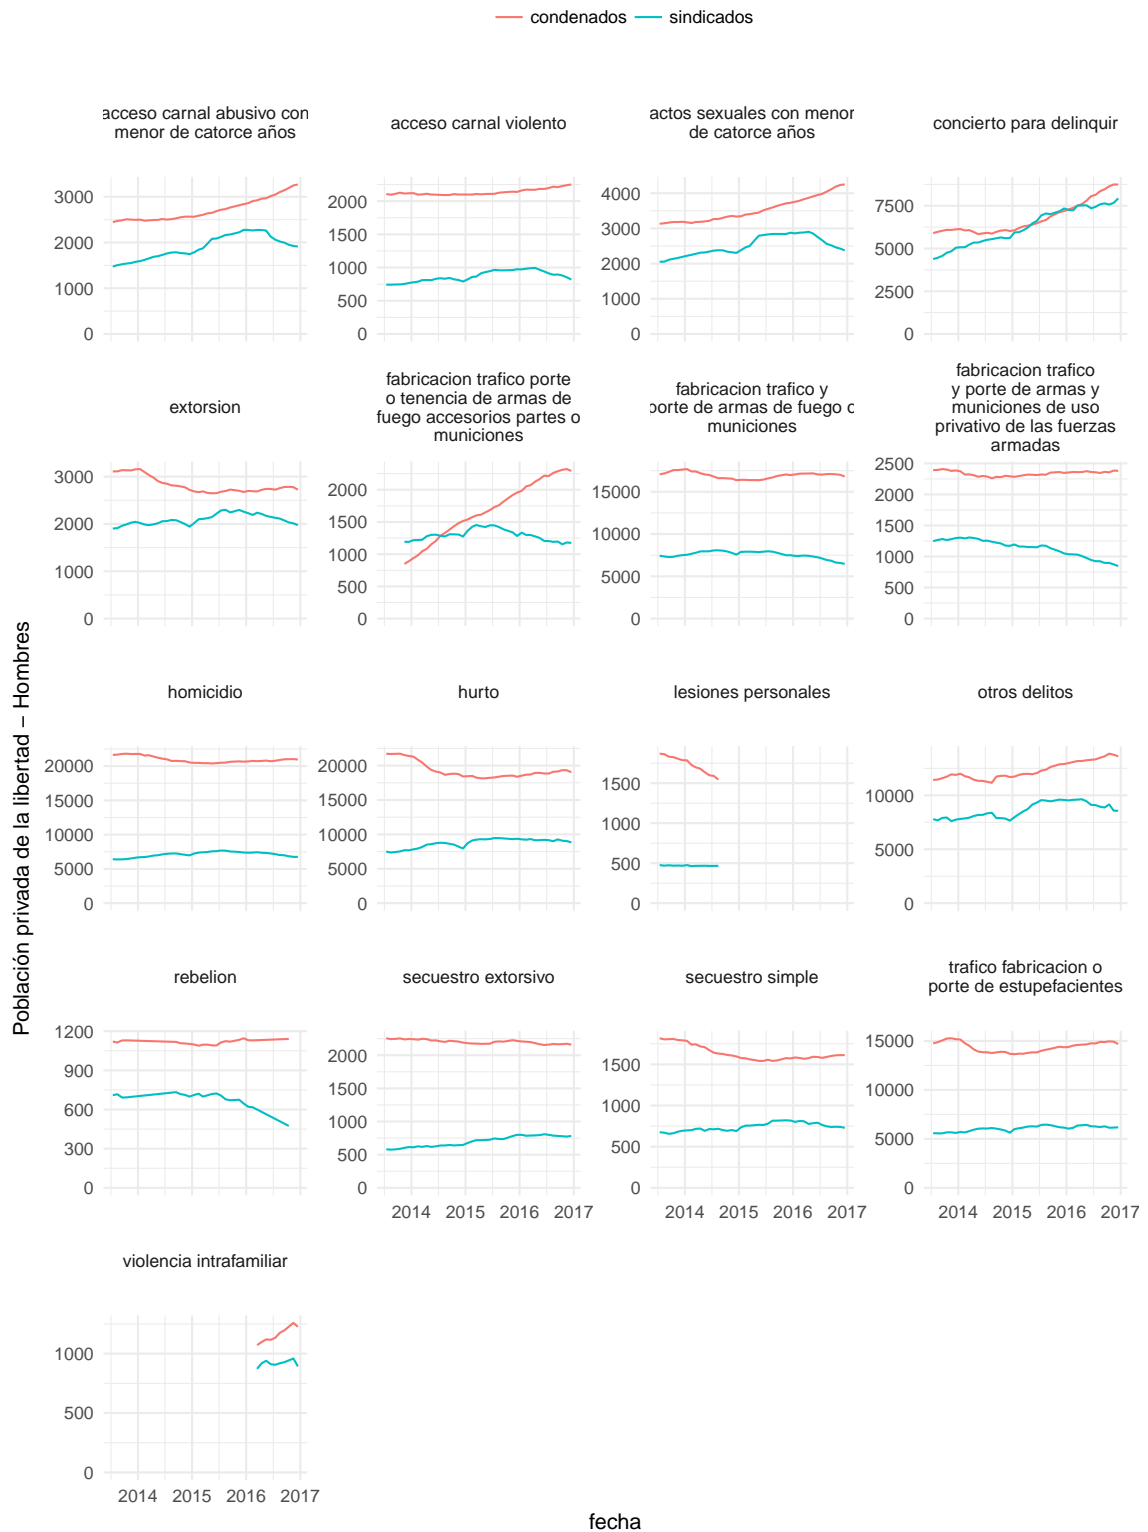 condenados sindicados
acceso carnal abusivo con
menor de catorce años
acceso carnal violento
actos sexuales con menor
de catorce años
concierto para delinquir
3000
2000
1000
0
2000
1500
1000
500
0
4000
3000
2000
1000
0
7500
5000
2500
0
extorsion
fabricacion trafico porte
o tenencia de armas de
fuego accesorios partes o
municiones
fabricacion trafico y
porte de armas de fuego o
municiones
fabricacion trafico
y porte de armas y
municiones de uso
privativo de las fuerzas
armadas
3000
2000
1000
0
2000
1500
1000
500
0
15000
10000
5000
0
2500
2000
1500
1000
500
0
Población privada de la libertad – Hombres
homicidio
hurto
lesiones personales
otros delitos
20000
15000
10000
5000
0
20000
15000
10000
5000
0
1500
1000
500
0
10000
5000
0
rebelion
secuestro extorsivo
secuestro simple
trafico fabricacion o
porte de estupefacientes
1200
900
600
300
0
2000
1500
1000
500
0
1500
1000
500
0
15000
10000
5000
0
2014 2015 2016 2017
2014 2015 2016 2017
2014 2015 2016 2017
violencia intrafamiliar
1000
500
0
2014 2015 2016 2017
fecha